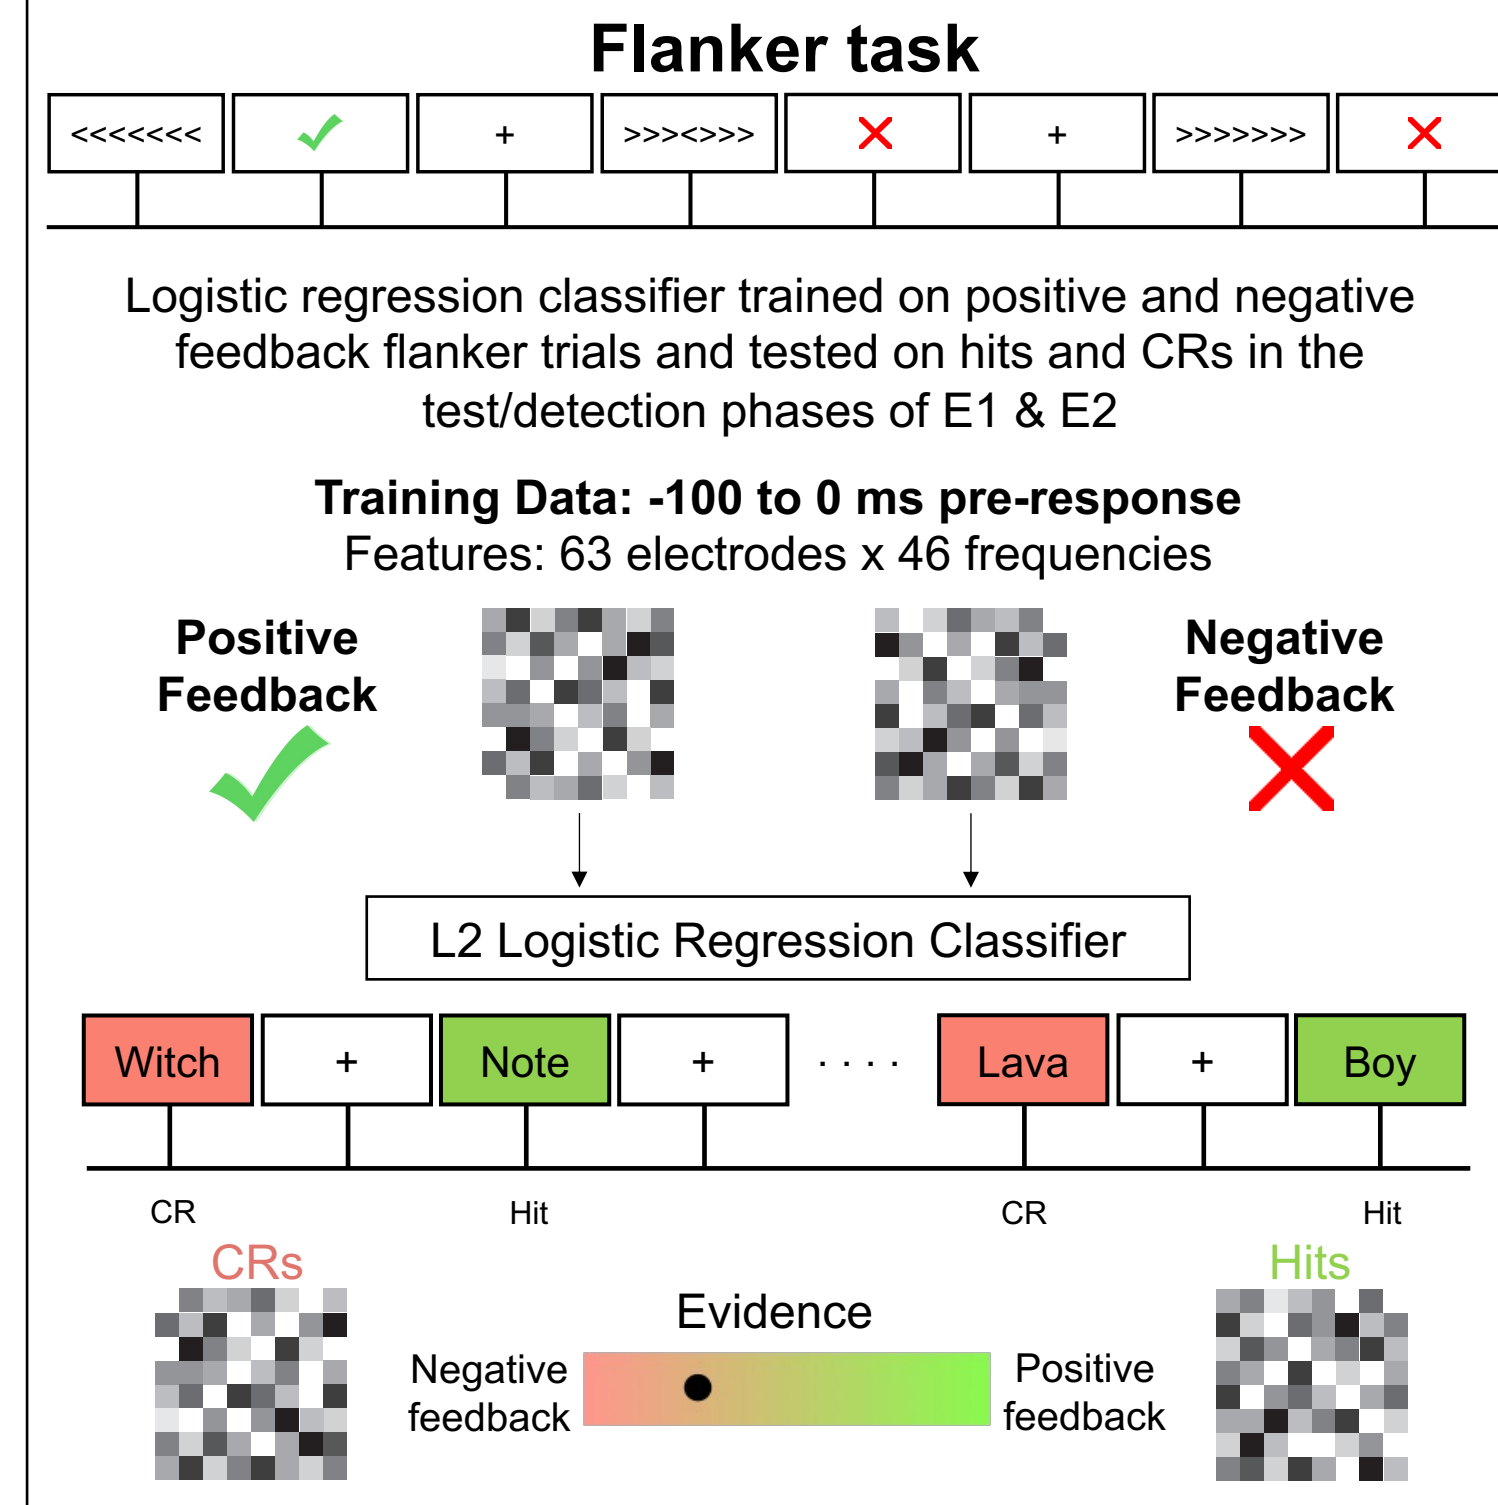 Flanker task
<<<<<<< + >>><>>> + >>>>>>>
Logistic regression classifier trained on positive and negative
feedback flanker trials and tested on hits and CRs in the
test/detection phases of E1 & E2
Training Data: -100 to 0 ms pre-response
Features: 63 electrodes x 46 frequencies
Positive
Feedback
Negative
Feedback
L2 Logistic Regression Classifier
Witch + Note + . . . . Lava + Boy
CR Hit CR Hit
CRs
Hits
Evidence
Negative
feedback
Positive
feedback